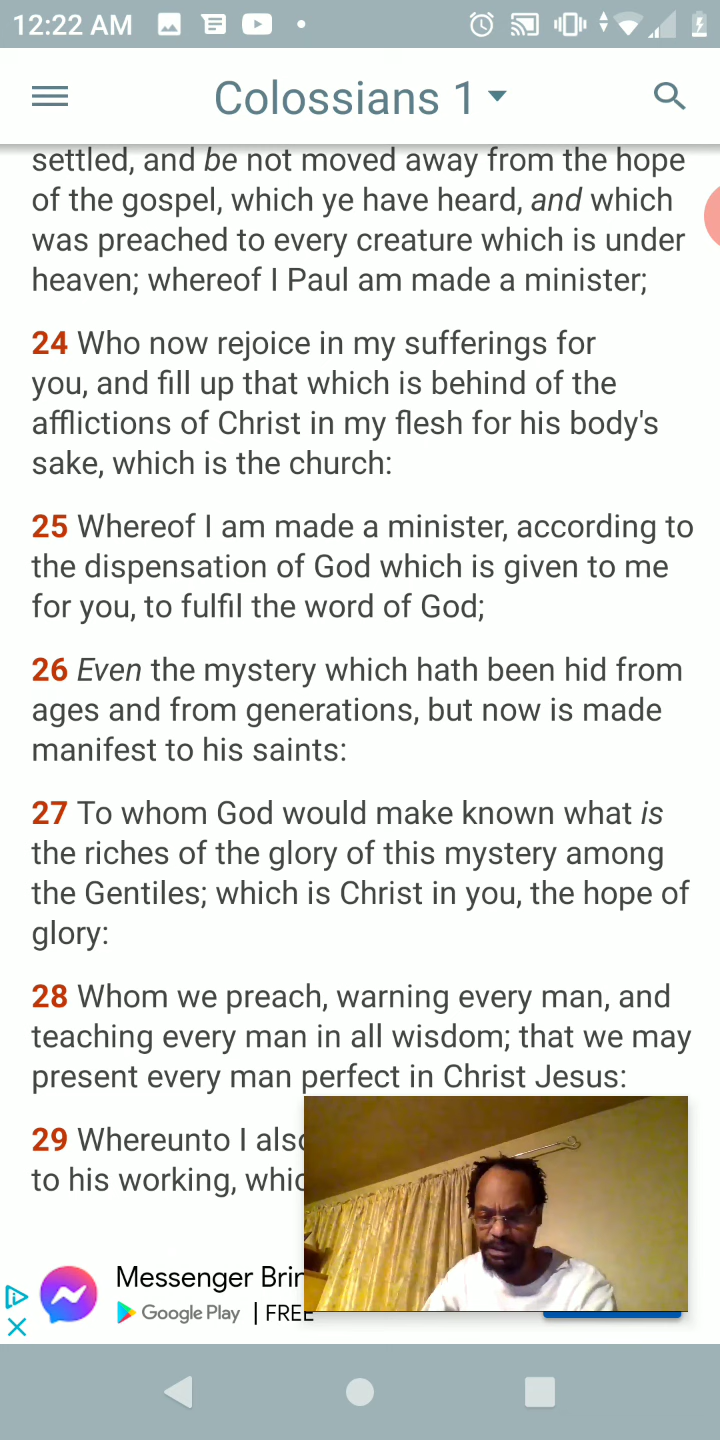 12:22 AM
Colossians 1
settled, and be not moved away from the hope
of the gospel, which ye have heard, and which
was preached to every creature which is under
heaven; whereof I Paul am made a minister;
24 Who now rejoice in my sufferings for
you, and fill up that which is behind of the
afflictions of Christ in my flesh for his body's
sake, which is the church:
25 Whereof I am made a minister, according to
the dispensation of God which is given to me
for you, to fulfil the word of God;
26 Even the mystery which hath been hid from
ages and from generations, but now is made
manifest to his saints:
27 To whom God would make known what is
the riches of the glory of this mystery among
the Gentiles; which is Christ in you, the hope of
glory:
28 Whom we preach, warning every man, and
teaching every man in all wisdom; that we may
present every man perfect in Christ Jesus:
29 Whereunto I also
to his working,
Messenger
Google Play | FREE